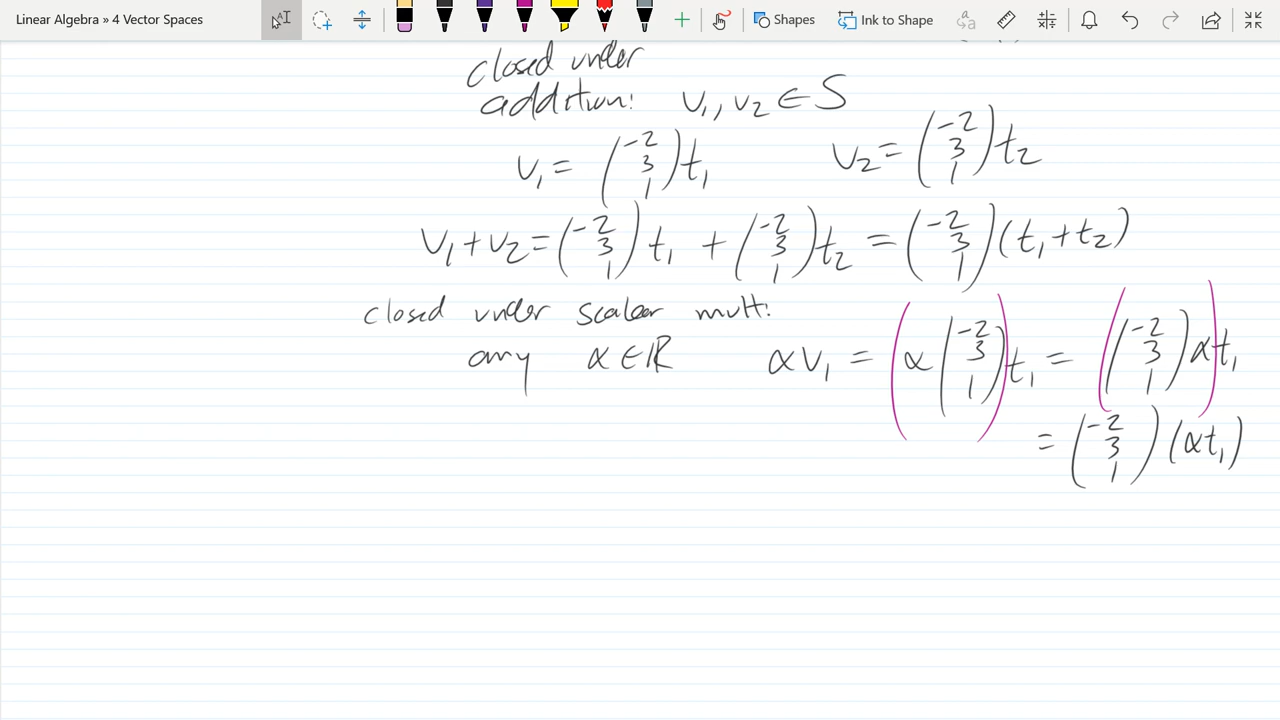 Linear Algebra » 4 Vector Spaces
Shapes
Ink to Shape
closed under
addition: v₁, v₂ ∈ S
v₁ = (-2 3 1) t₁ v₂ = (-2 3 1) t₂
v₁ + v₂ = (-2 3 1) t₁ + (-2 3 1) t₂ = (-2 3 1) (t₁ + t₂)
closed under scalar mult:
any α ∈ ℝ αv₁ = (α (-2 3 1)) t₁ = ((-2 3 1) α) t₁
= (-2 3 1) (αt₁)